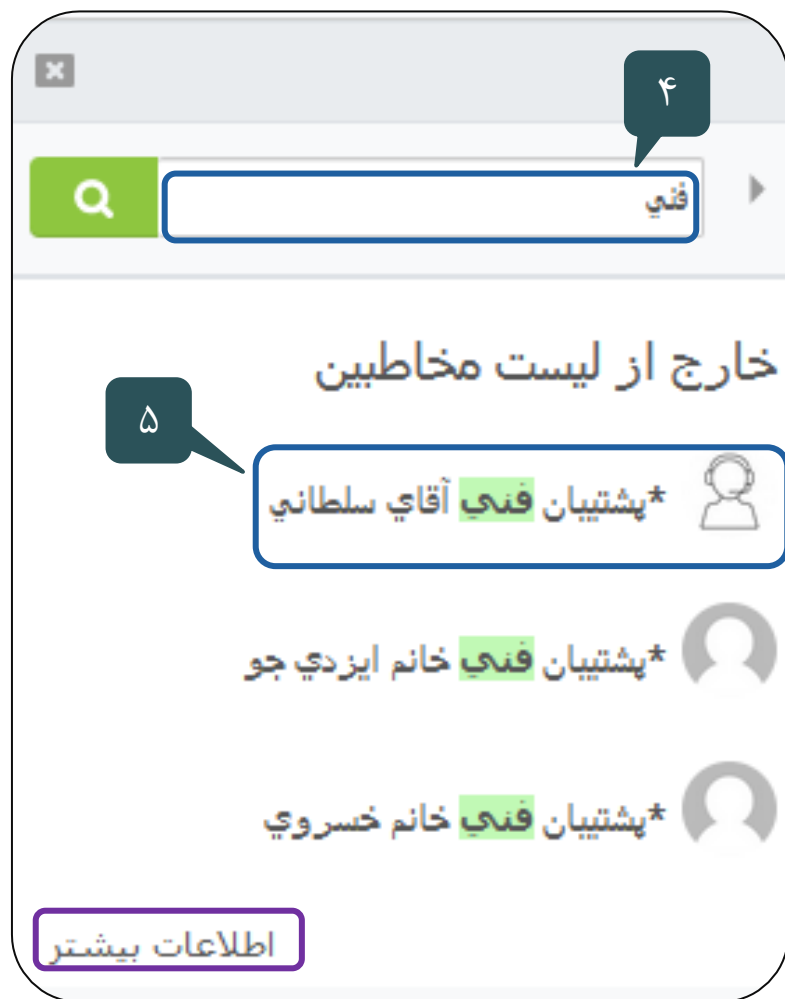 ۴
فني
خارج از ليست مخاطبين
۵
*پشتيبان فني آقاي سلطاني
*پشتيبان فني خانم ايزدي جو
*پشتيبان فني خانم خسروي
اطلاعات بيشتر